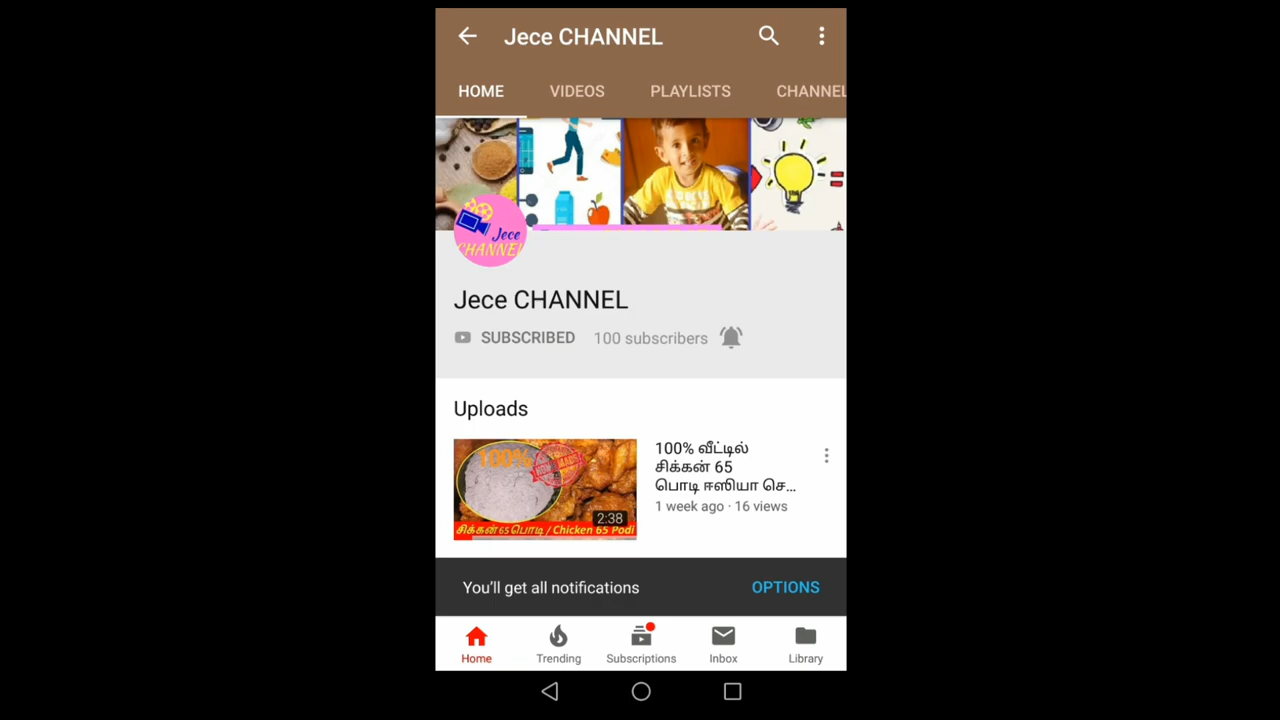 Jece CHANNEL
HOME VIDEOS PLAYLISTS CHANNEL
Jece
CHANNEL
Jece CHANNEL
SUBSCRIBED 100 subscribers
Uploads
100%
2:38
சிக்கன் 65 பொடி / Chicken 65 Podi
100% வீட்டில்
சிக்கன் 65
பொடி ஈஸியா செ...
1 week ago · 16 views
You'll get all notifications OPTIONS
Home Trending Subscriptions Inbox Library